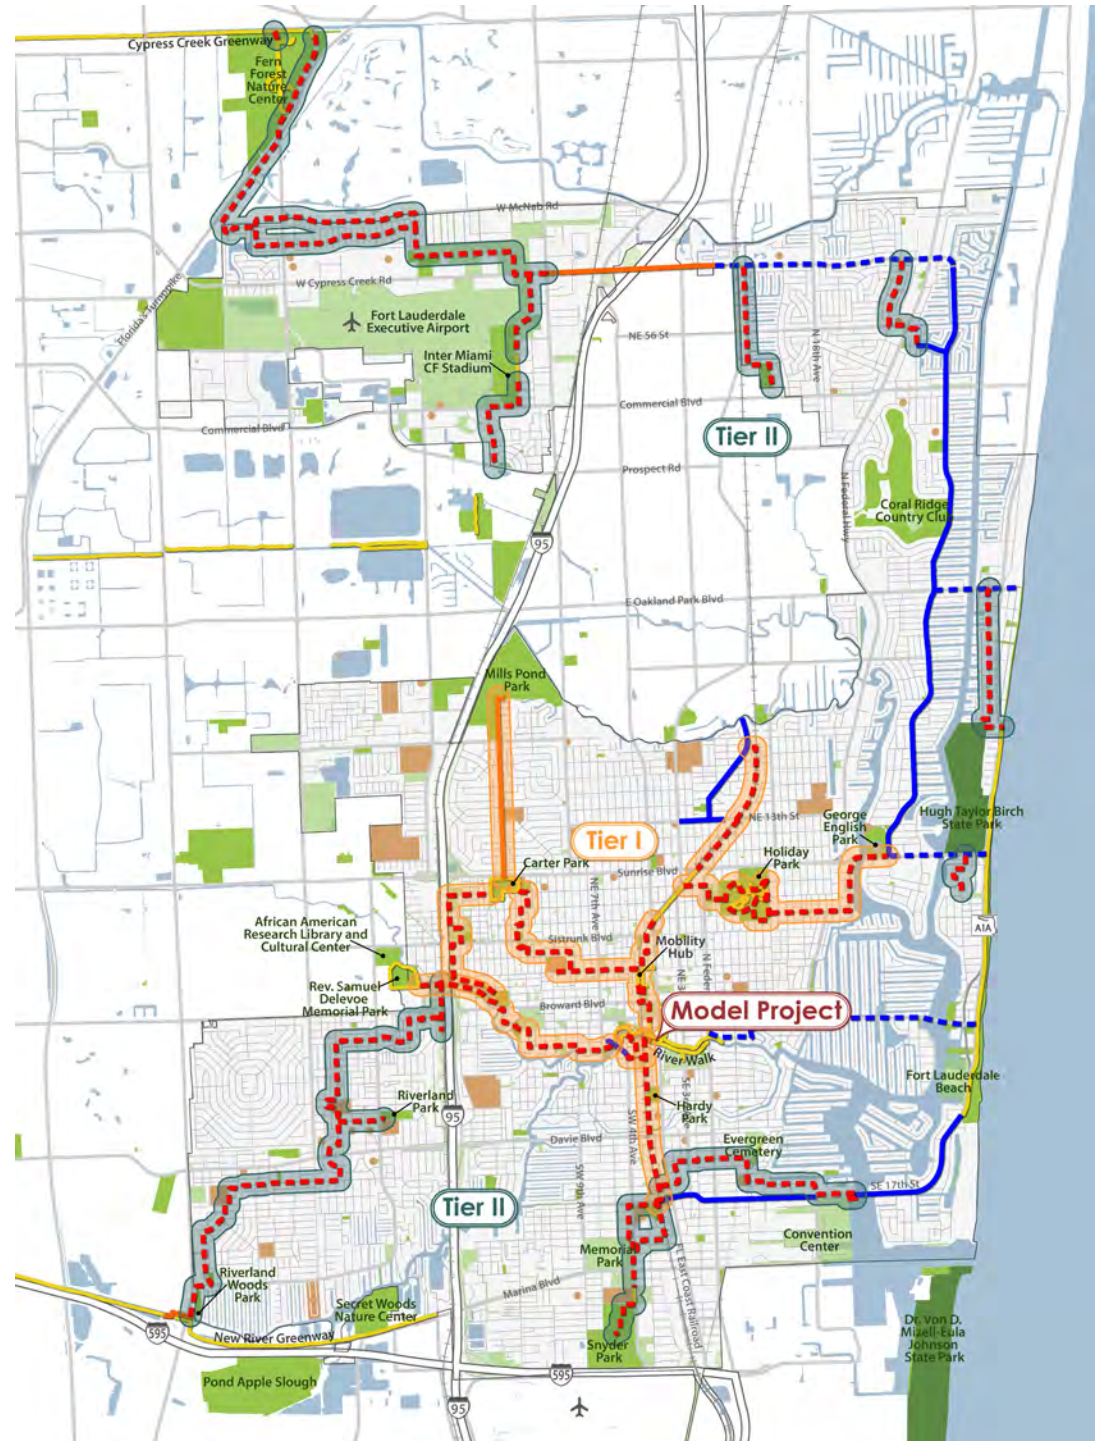 Cypress Creek Greenway
Fern
Forest
Nature
Center
W McNab Rd
W Cypress Creek Rd
Florida's Turnpike
Fort Lauderdale
Executive Airport
NE 56 St
N 18th Ave
Inter Miami
CF Stadium
Commercial Blvd
Commercial Blvd
Tier II
Prospect Rd
N Federal Hwy
Coral Ridge
Country Club
95
E Oakland Park Blvd
Mills Pond
Park
Hugh Taylor Birch
State Park
NE 13th St
George
English
Park
Tier I
Holiday
Park
Carter Park
Sunrise Blvd
NE 7th Ave
African American
Research Library and
Cultural Center
Sistrunk Blvd
A1A
Mobility
Hub
Rev. Samuel
Delevoe
Memorial Park
Broward Blvd
Model Project
River Walk
Fort Lauderdale
Beach
Riverland
Park
95
Hardy
Park
SW 4th Ave
Davie Blvd
Evergreen
Cemetery
SW 9th Ave
SE 17th St
Tier II
Convention
Center
Memorial
Park
Riverland
Woods
Park
Marina Blvd
FL East Coast Railroad
Secret Woods
Nature Center
595
New River Greenway
Snyder
Park
Dr. Von D.
Mizell-Eula
Johnson
State Park
Pond Apple Slough
595
95